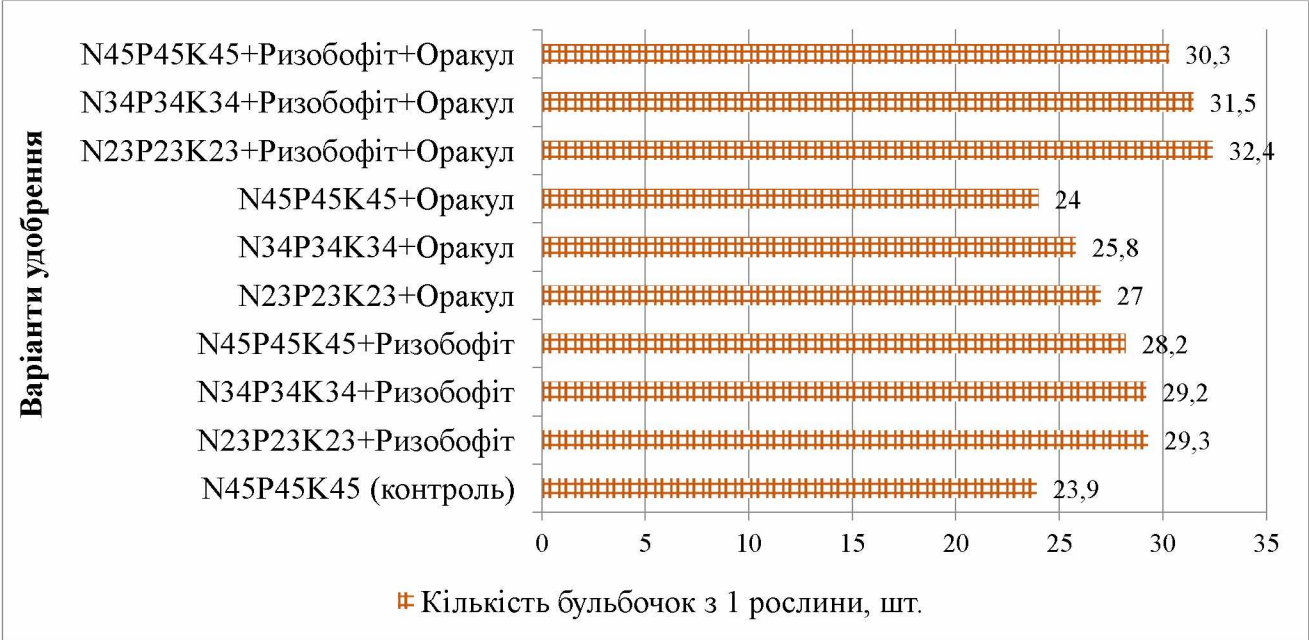 Варіанти удобрення
N45P45K45+Ризобофіт+Оракул 30,3
N34P34K34+Ризобофіт+Оракул 31,5
N23P23K23+Ризобофіт+Оракул 32,4
N45P45K45+Оракул 24
N34P34K34+Оракул 25,8
N23P23K23+Оракул 27
N45P45K45+Ризобофіт 28,2
N34P34K34+Ризобофіт 29,2
N23P23K23+Ризобофіт 29,3
N45P45K45 (контроль) 23,9
0 5 10 15 20 25 30 35
Кількість бульбочок з 1 рослини, шт.